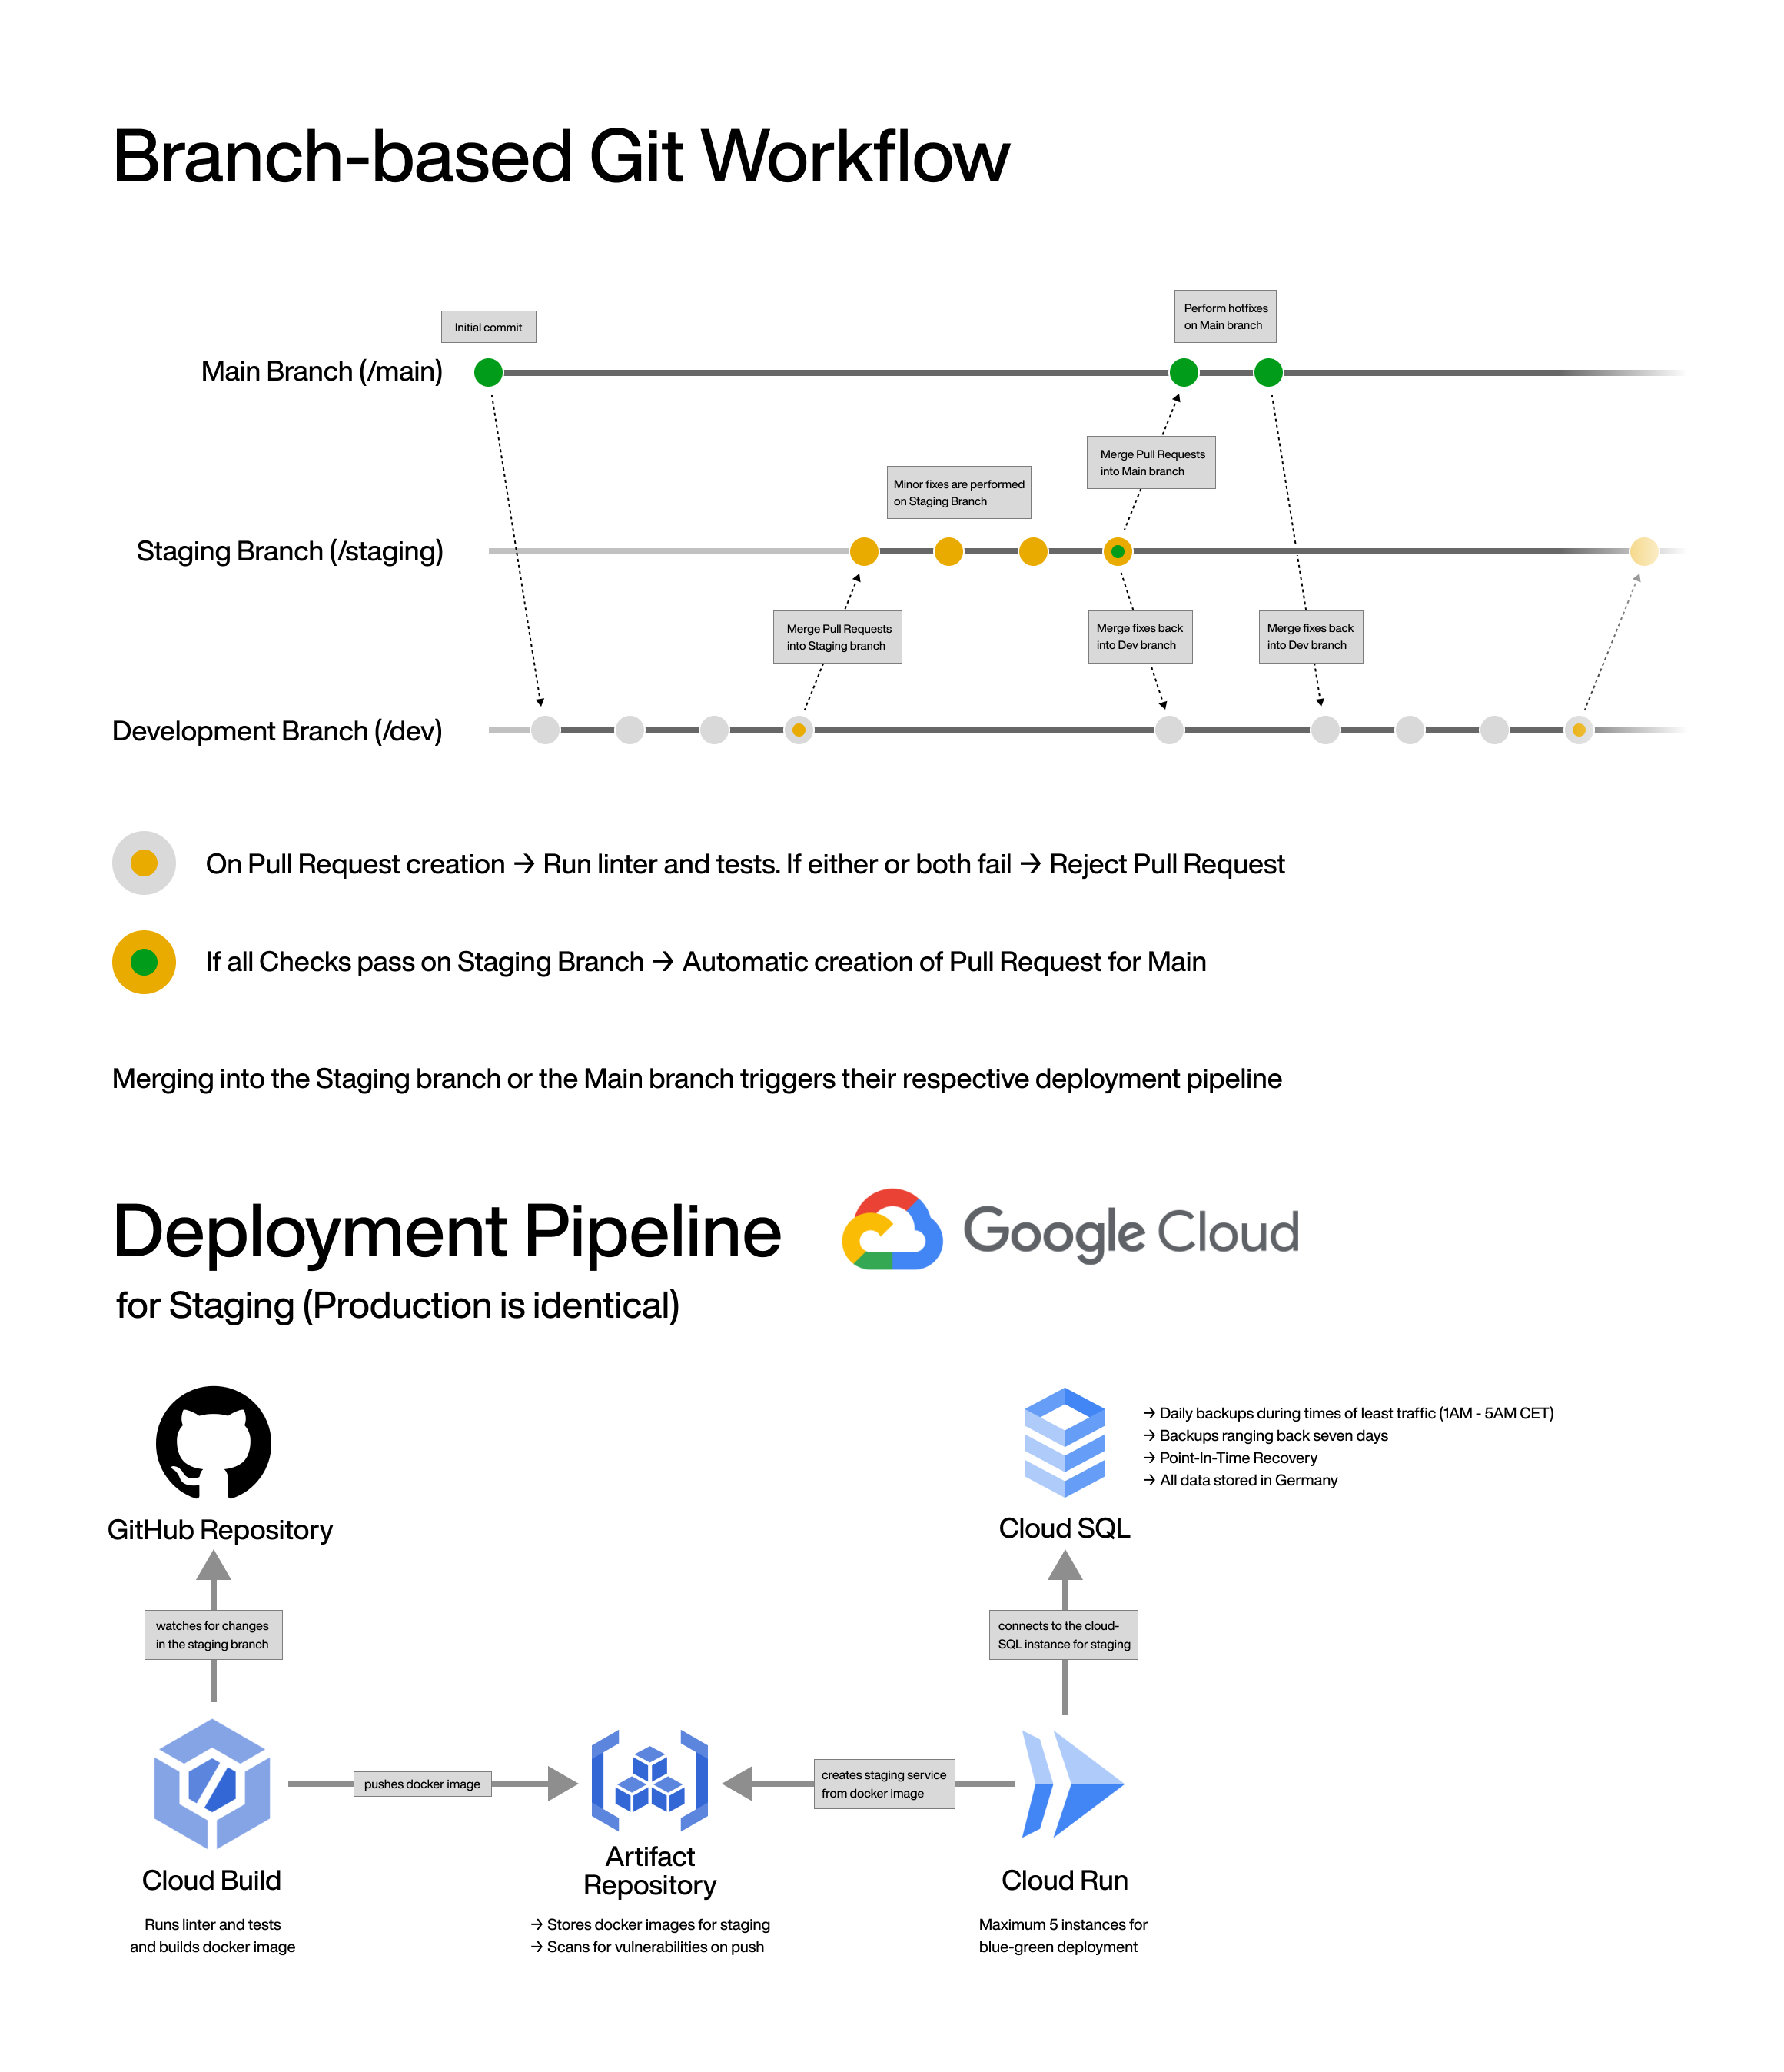 Branch-based Git Workflow
Initial commit
Perform hotfixes
on Main branch
Main Branch (/main)
Merge Pull Requests
into Main branch
Minor fixes are performed
on Staging Branch
Staging Branch (/staging)
Merge Pull Requests
into Staging branch
Merge fixes back
into Dev branch
Merge fixes back
into Dev branch
Development Branch (/dev)
On Pull Request creation → Run linter and tests. If either or both fail → Reject Pull Request
If all Checks pass on Staging Branch → Automatic creation of Pull Request for Main
Merging into the Staging branch or the Main branch triggers their respective deployment pipeline
Deployment Pipeline
Google Cloud
for Staging (Production is identical)
→ Daily backups during times of least traffic (1AM - 5AM CET)
→ Backups ranging back seven days
→ Point-In-Time Recovery
→ All data stored in Germany
GitHub Repository
Cloud SQL
watches for changes
in the staging branch
connects to the cloud-
SQL instance for staging
pushes docker image
creates staging service
from docker image
Cloud Build
Runs linter and tests
and builds docker image
Artifact
Repository
→ Stores docker images for staging
→ Scans for vulnerabilities on push
Cloud Run
Maximum 5 instances for
blue-green deployment